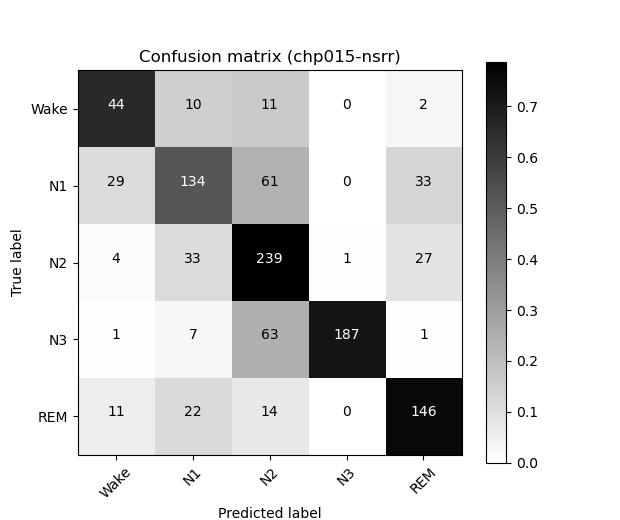 Confusion matrix (chp015-nsrr)
True label
Wake 44 10 11 0 2
N1 29 134 61 0 33
N2 4 33 239 1 27
N3 1 7 63 187 1
REM 11 22 14 0 146
Wake N1 N2 N3 REM
Predicted label
0.7
0.6
0.5
0.4
0.3
0.2
0.1
0.0